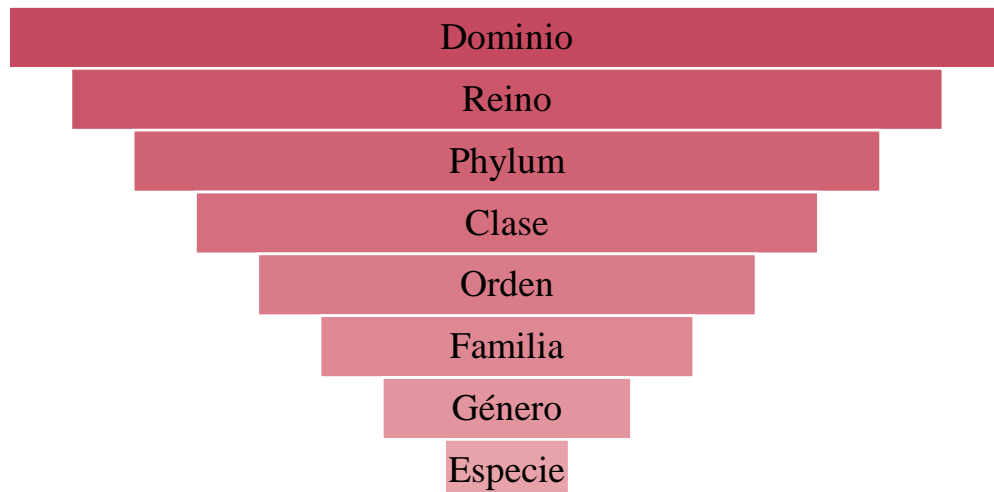 Dominio
Reino
Phylum
Clase
Orden
Familia
Género
Especie